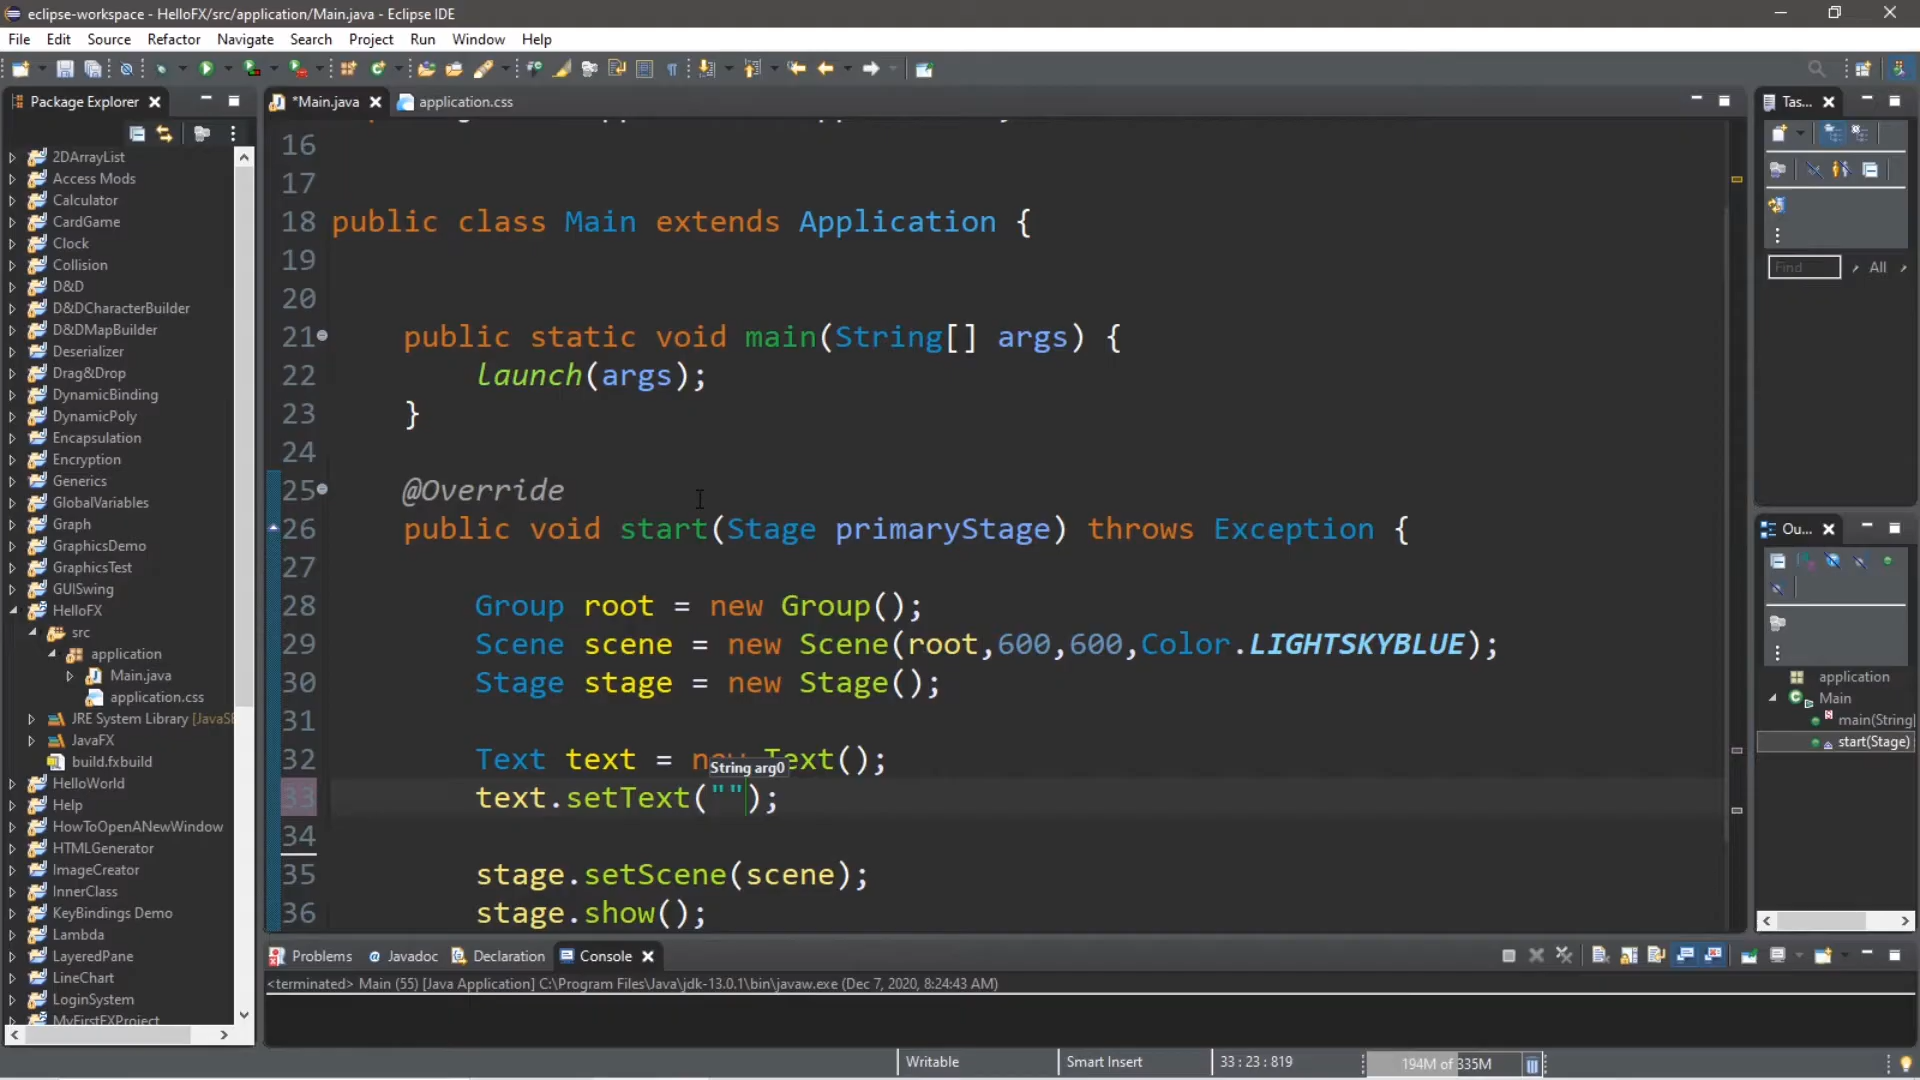 eclipse-workspace - HelloFX/src/application/Main.java - Eclipse IDE
File Edit Source Refactor Navigate Search Project Run Window Help
Package Explorer
2DArrayList
Access Mods
Calculator
CardGame
Clock
Collision
D&D
D&DCharacterBuilder
D&DMapBuilder
Deserializer
Drag&Drop
DynamicBinding
DynamicPoly
Encapsulation
Encryption
Generics
GlobalVariables
Graph
GraphicsDemo
GraphicsTest
GUISwing
HelloFX
src
application
Main.java
application.css
JRE System Library [JavaSE
JavaFX
build.fxbuild
HelloWorld
Help
HowToOpenANewWindow
HTMLGenerator
ImageCreator
InnerClass
KeyBindings Demo
Lambda
LayeredPane
LineChart
LoginSystem
MyFirstFXProject
*Main.java application.css
16
17
18 public class Main extends Application {
19
20
21 public static void main(String[] args) {
22 launch(args);
23 }
24
25 @Override
26 public void start(Stage primaryStage) throws Exception {
27
28 Group root = new Group();
29 Scene scene = new Scene(root,600,600,Color.LIGHTSKYBLUE);
30 Stage stage = new Stage();
31
32 Text text = new Text();
String arg0
33 text.setText("");
34
35 stage.setScene(scene);
36 stage.show();
Tas...
Find All
Ou...
application
Main
main(String[
start(Stage)
Problems @ Javadoc Declaration Console
<terminated> Main (55) [Java Application] C:\Program Files\Java\jdk-13.0.1\bin\javaw.exe (Dec 7, 2020, 8:24:43 AM)
Writable Smart Insert 33 : 23 : 819 194M of 335M